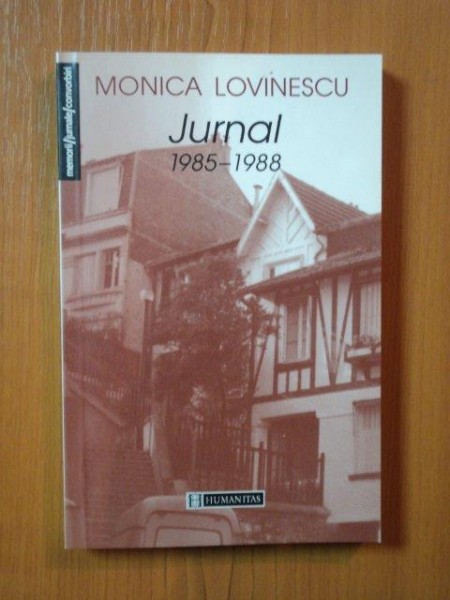 memorii/jurnale/convorbiri
MONICA LOVINESCU
Jurnal
1985-1988
HUMANITAS